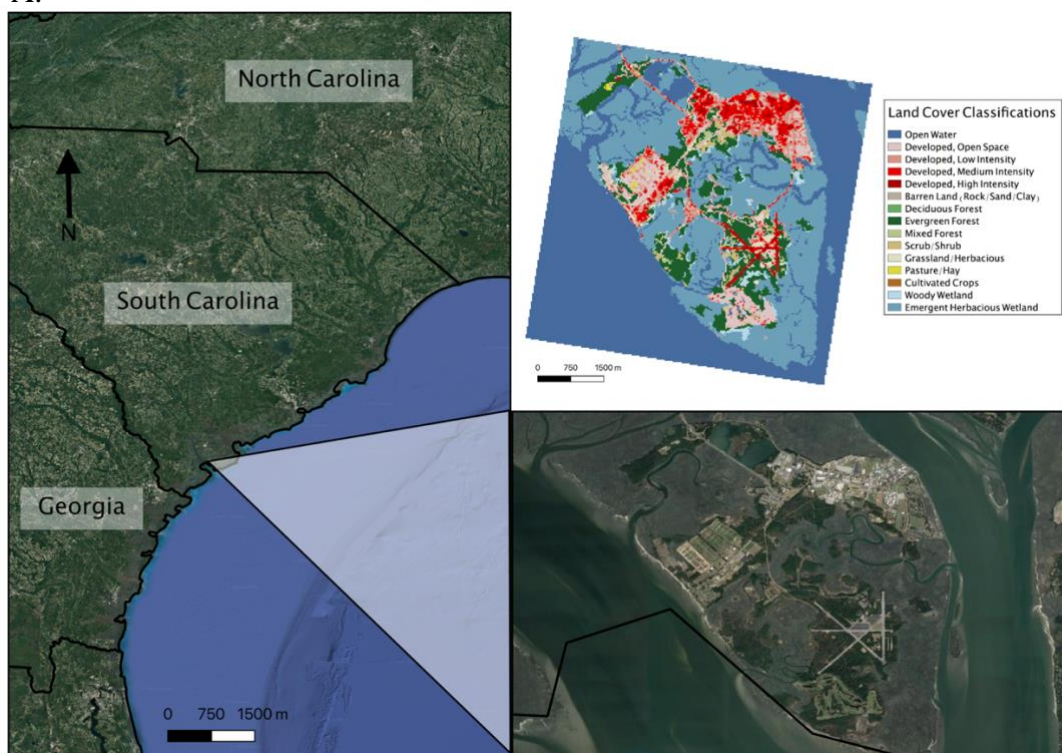 A.
North Carolina
N
South Carolina
Georgia
0 750 1500 m
Land Cover Classifications
Open Water
Developed, Open Space
Developed, Low Intensity
Developed, Medium Intensity
Developed, High Intensity
Barren Land (Rock/Sand/Clay)
Deciduous Forest
Evergreen Forest
Mixed Forest
Scrub/Shrub
Grassland/Herbacious
Pasture/Hay
Cultivated Crops
Woody Wetland
Emergent Herbacious Wetland
0 750 1500 m